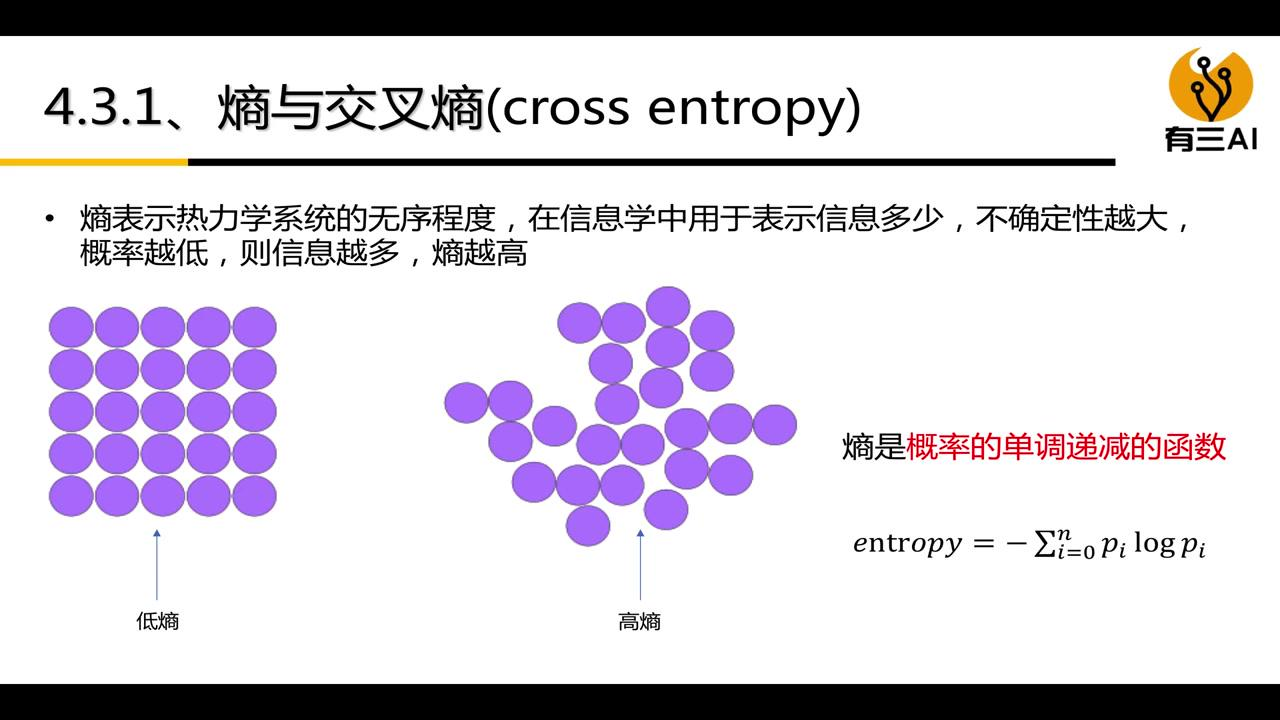 4.3.1、熵与交叉熵(cross entropy)
有三AI
• 熵表示热力学系统的无序程度，在信息学中用于表示信息多少，不确定性越大，
概率越低，则信息越多，熵越高
熵是概率的单调递减的函数
entropy = − ∑ⁿᵢ₌₀ pᵢ log pᵢ
低熵
高熵